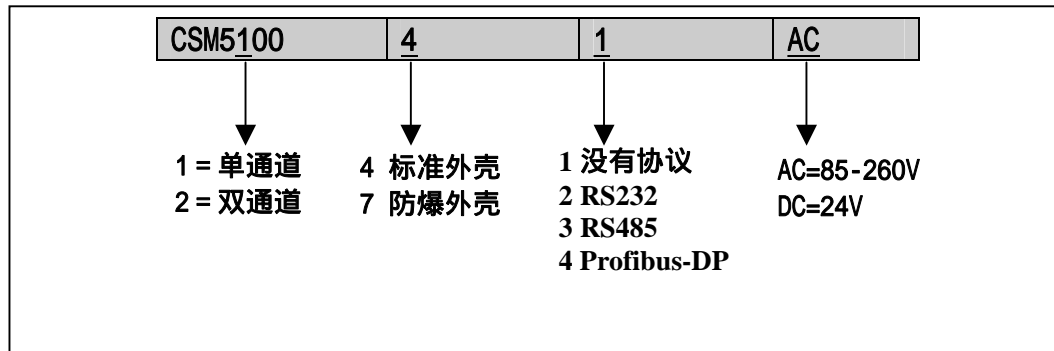 CSM5100 4 1 AC
1 = 单通道 4 标准外壳 1 没有协议 AC=85-260V
2 = 双通道 7 防爆外壳 2 RS232 DC=24V
3 RS485
4 Profibus-DP